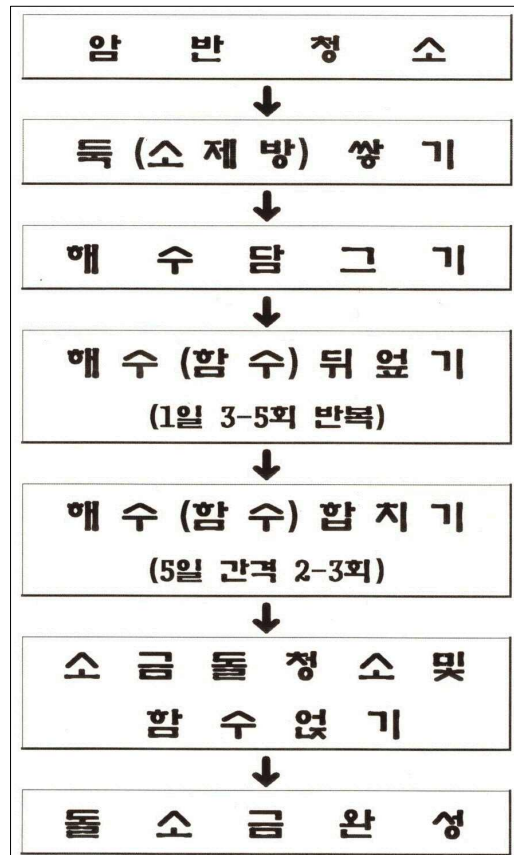 암 반 청 소
둑 (소 제 방) 쌓 기
해 수 담 그 기
해 수 (함 수) 뒤 엎 기
(1일 3-5회 반복)
해 수 (함 수) 합 치 기
(5일 간격 2-3회)
소 금 돌 청 소 및
함 수 얹 기
돌 소 금 완 성